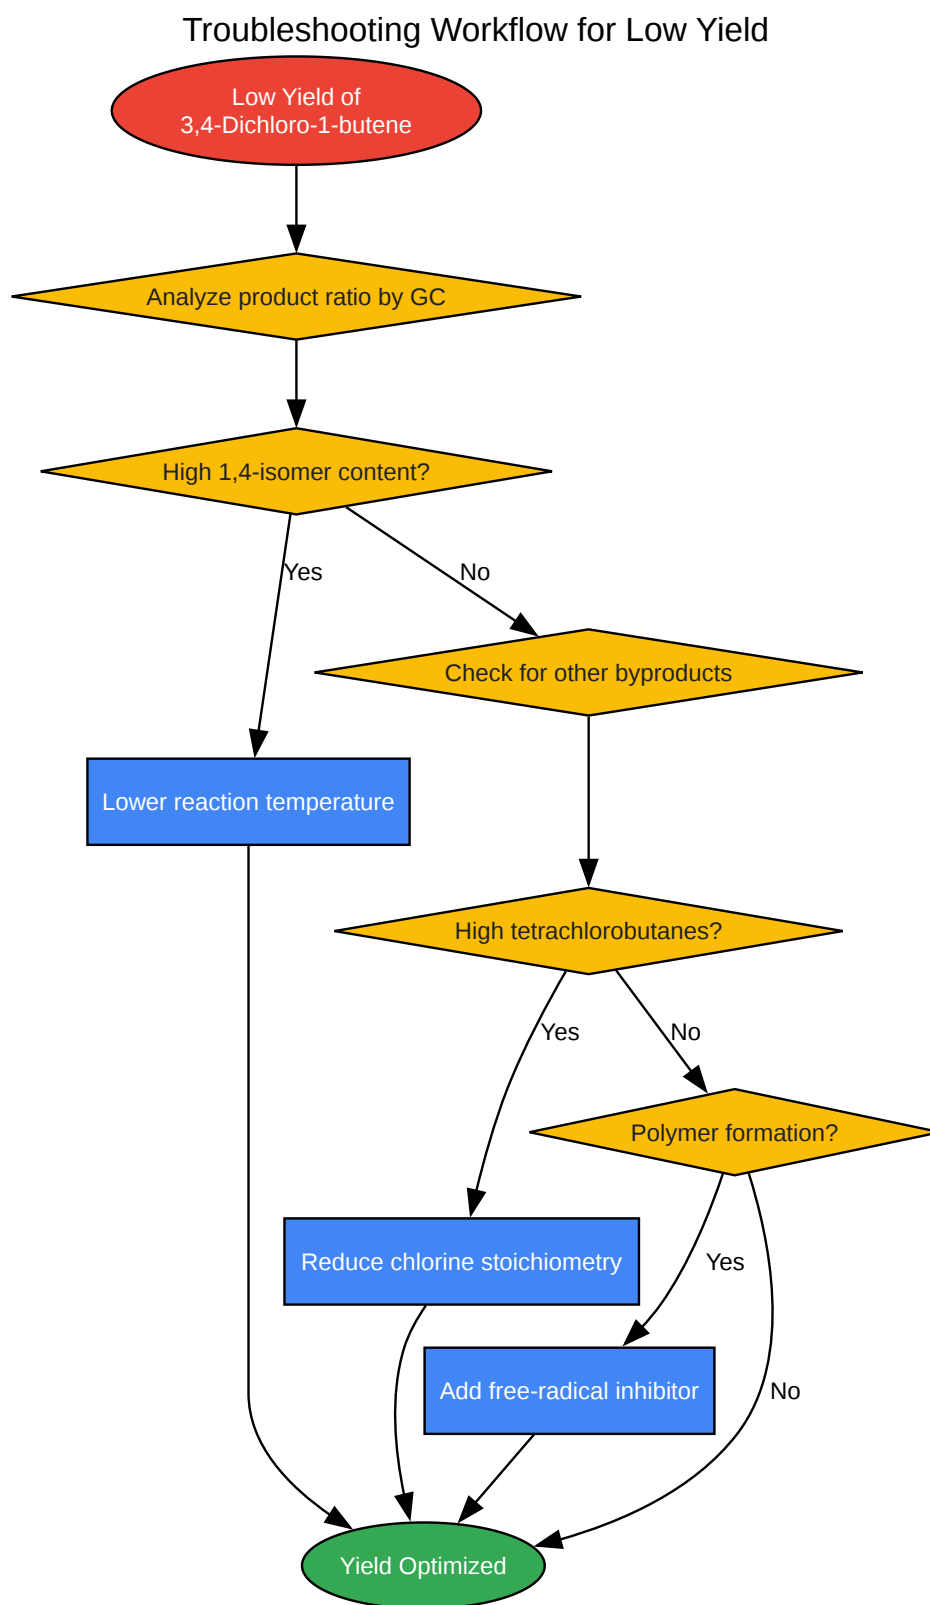 Troubleshooting Workflow for Low Yield
Low Yield of
3,4-Dichloro-1-butene
Analyze product ratio by GC
High 1,4-isomer content?
Yes
No
Check for other byproducts
Lower reaction temperature
High tetrachlorobutanes?
Yes
No
Polymer formation?
Reduce chlorine stoichiometry
Yes
Add free-radical inhibitor
No
Yield Optimized